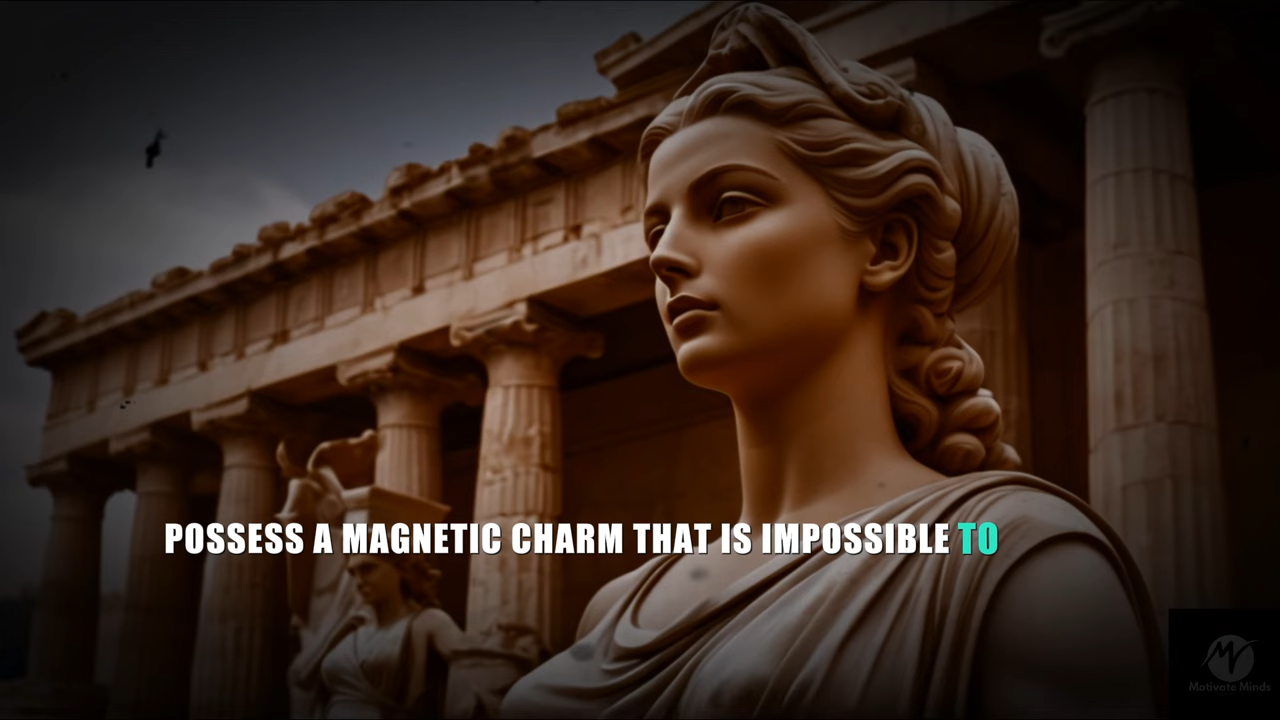 POSSESS A MAGNETIC CHARM THAT IS IMPOSSIBLE TO
Motivate Minds